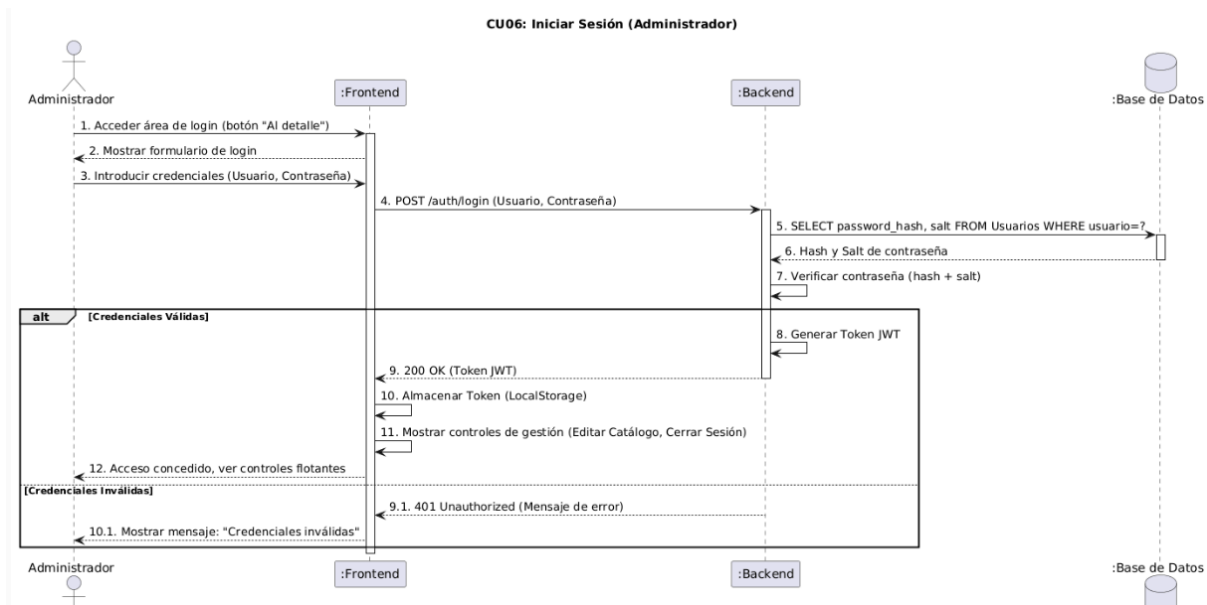 CU06: Iniciar Sesión (Administrador)
Administrador
:Frontend
:Backend
:Base de Datos
1. Acceder área de login (botón "Al detalle")
2. Mostrar formulario de login
3. Introducir credenciales (Usuario, Contraseña)
4. POST /auth/login (Usuario, Contraseña)
5. SELECT password_hash, salt FROM Usuarios WHERE usuario=?
6. Hash y Salt de contraseña
7. Verificar contraseña (hash + salt)
alt [Credenciales Válidas]
8. Generar Token JWT
9. 200 OK (Token JWT)
10. Almacenar Token (LocalStorage)
11. Mostrar controles de gestión (Editar Catálogo, Cerrar Sesión)
12. Acceso concedido, ver controles flotantes
[Credenciales Inválidas]
9.1. 401 Unauthorized (Mensaje de error)
10.1. Mostrar mensaje: "Credenciales inválidas"
Administrador
:Frontend
:Backend
:Base de Datos